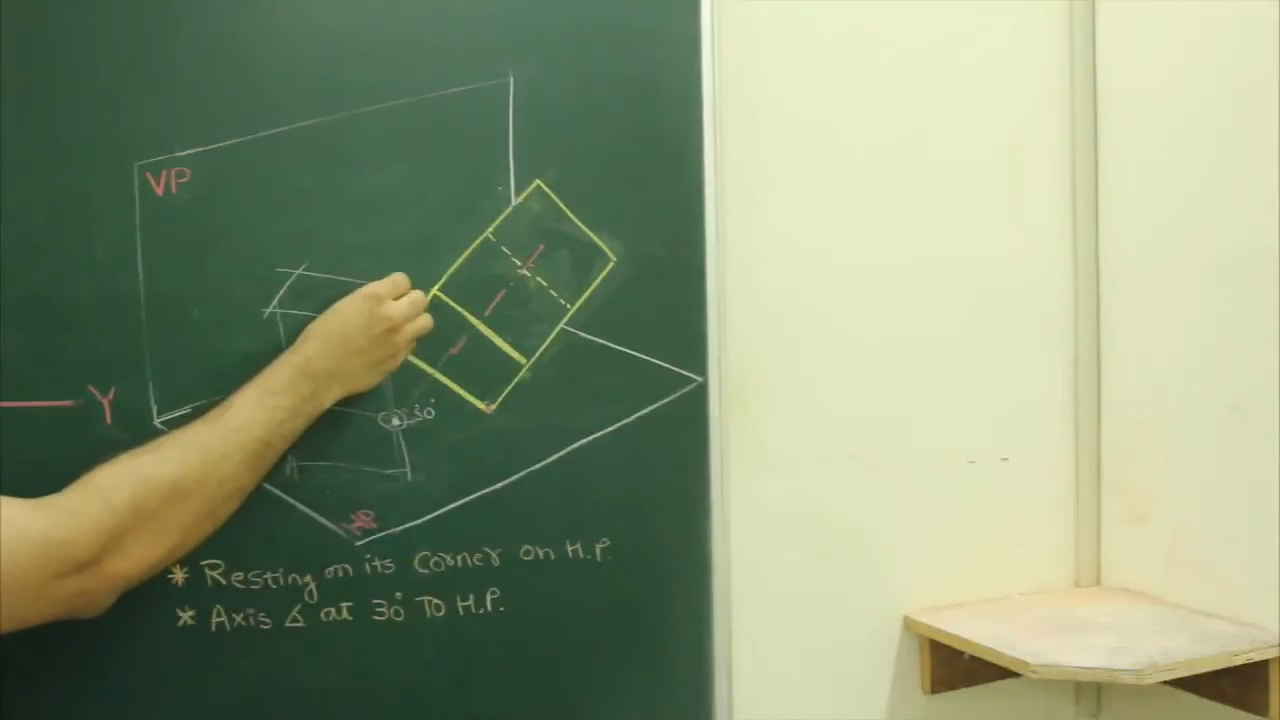 VP
Y
30°
HP
* Resting on its corner on H.P.
* Axis ∠ at 30° TO H.P.